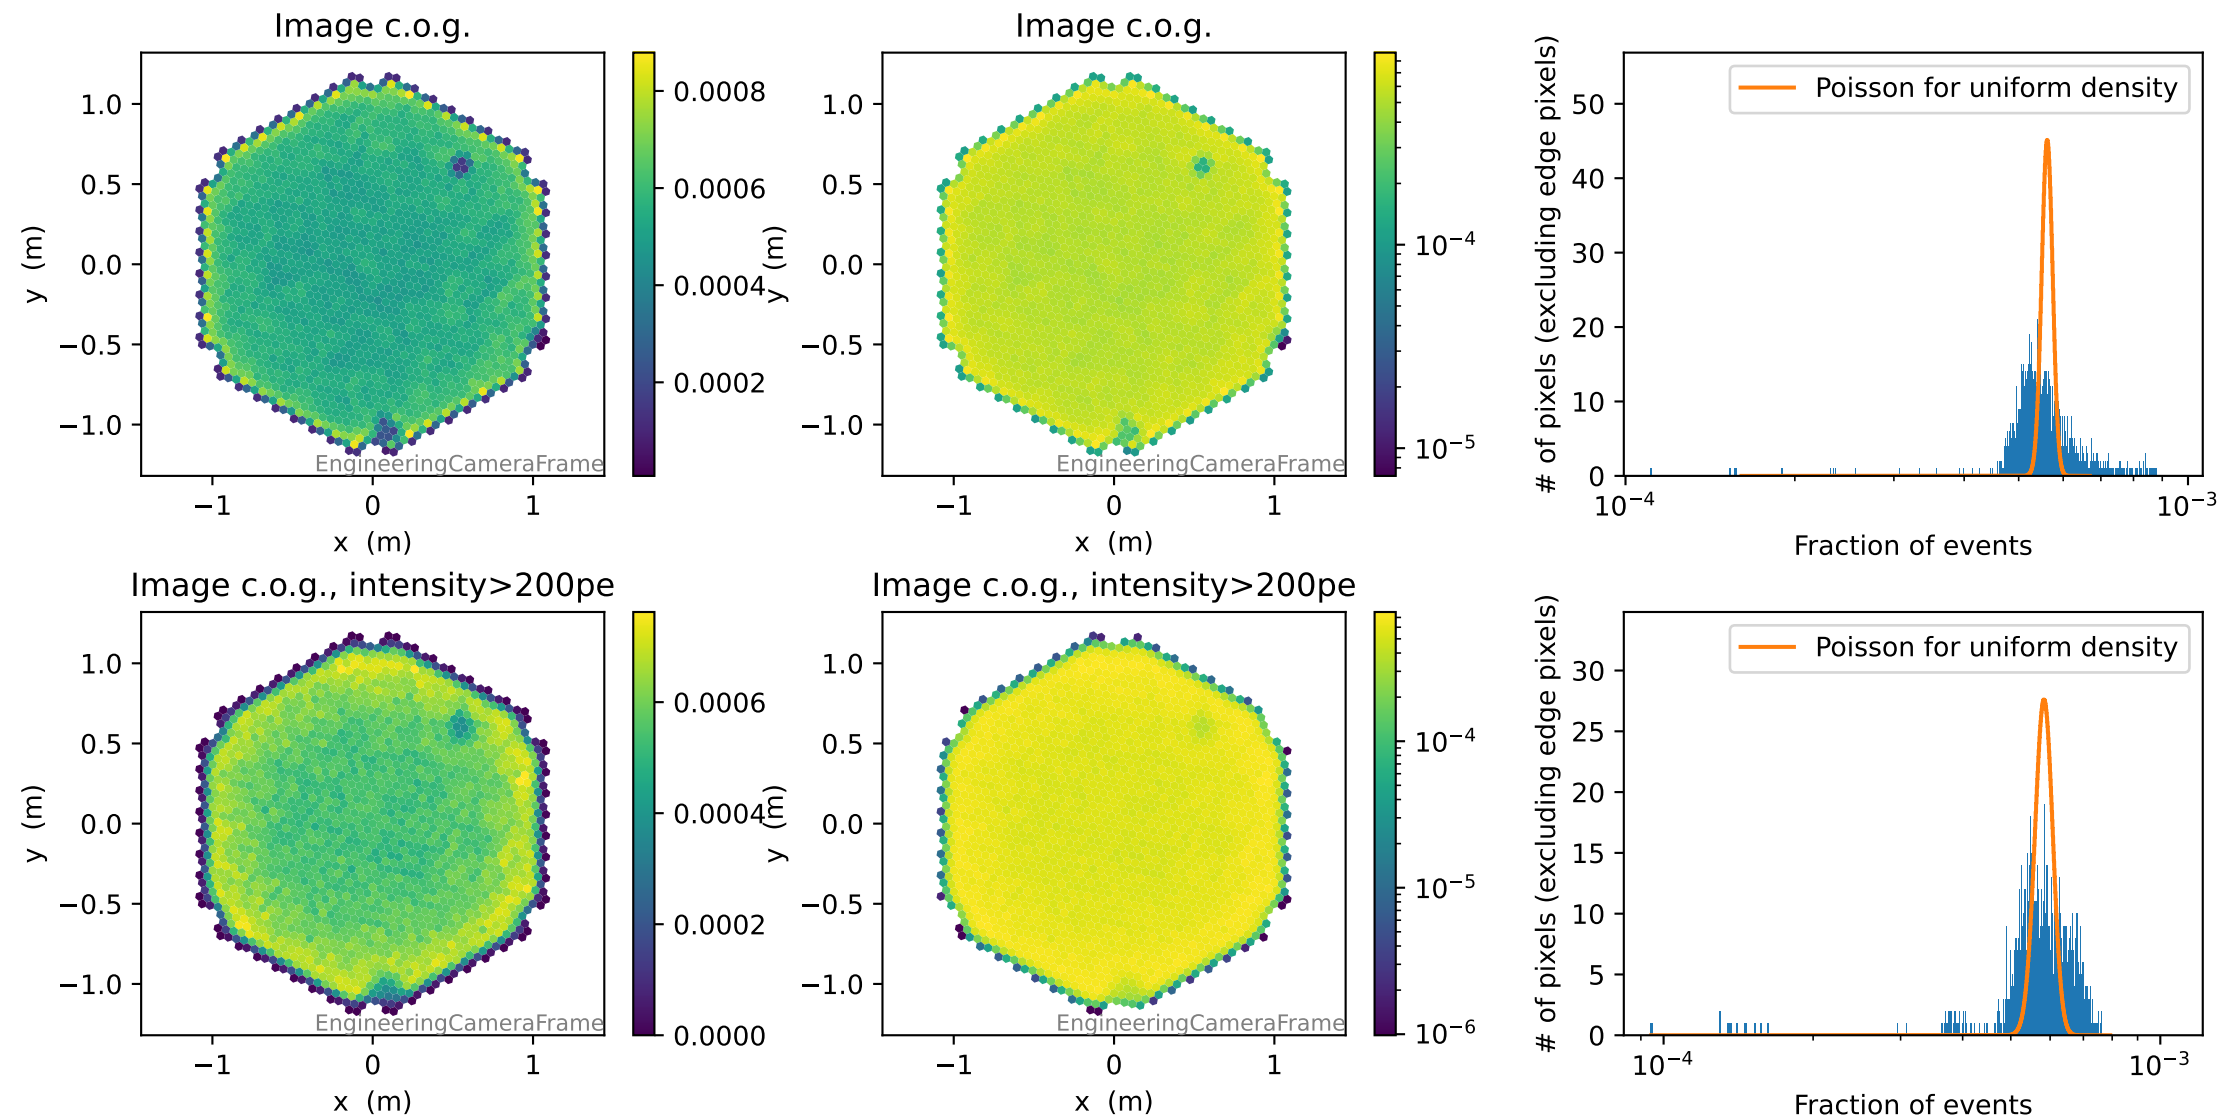 Image c.o.g.
y (m)
1.0
0.5
0.0
−0.5
−1.0
−1
0
1
x (m)
EngineeringCameraFrame
0.0008
0.0006
0.0004
0.0002
Image c.o.g.
y (m)
1.0
0.5
0.0
−0.5
−1.0
−1
0
1
x (m)
EngineeringCameraFrame
10⁻⁴
10⁻⁵
# of pixels (excluding edge pixels)
50
40
30
20
10
0
Poisson for uniform density
10⁻⁴
10⁻³
Fraction of events
Image c.o.g., intensity>200pe
y (m)
1.0
0.5
0.0
−0.5
−1.0
−1
0
1
x (m)
EngineeringCameraFrame
0.0006
0.0004
0.0002
0.0000
Image c.o.g., intensity>200pe
y (m)
1.0
0.5
0.0
−0.5
−1.0
−1
0
1
x (m)
EngineeringCameraFrame
10⁻⁴
10⁻⁵
10⁻⁶
# of pixels (excluding edge pixels)
30
25
20
15
10
5
0
Poisson for uniform density
10⁻⁴
10⁻³
Fraction of events